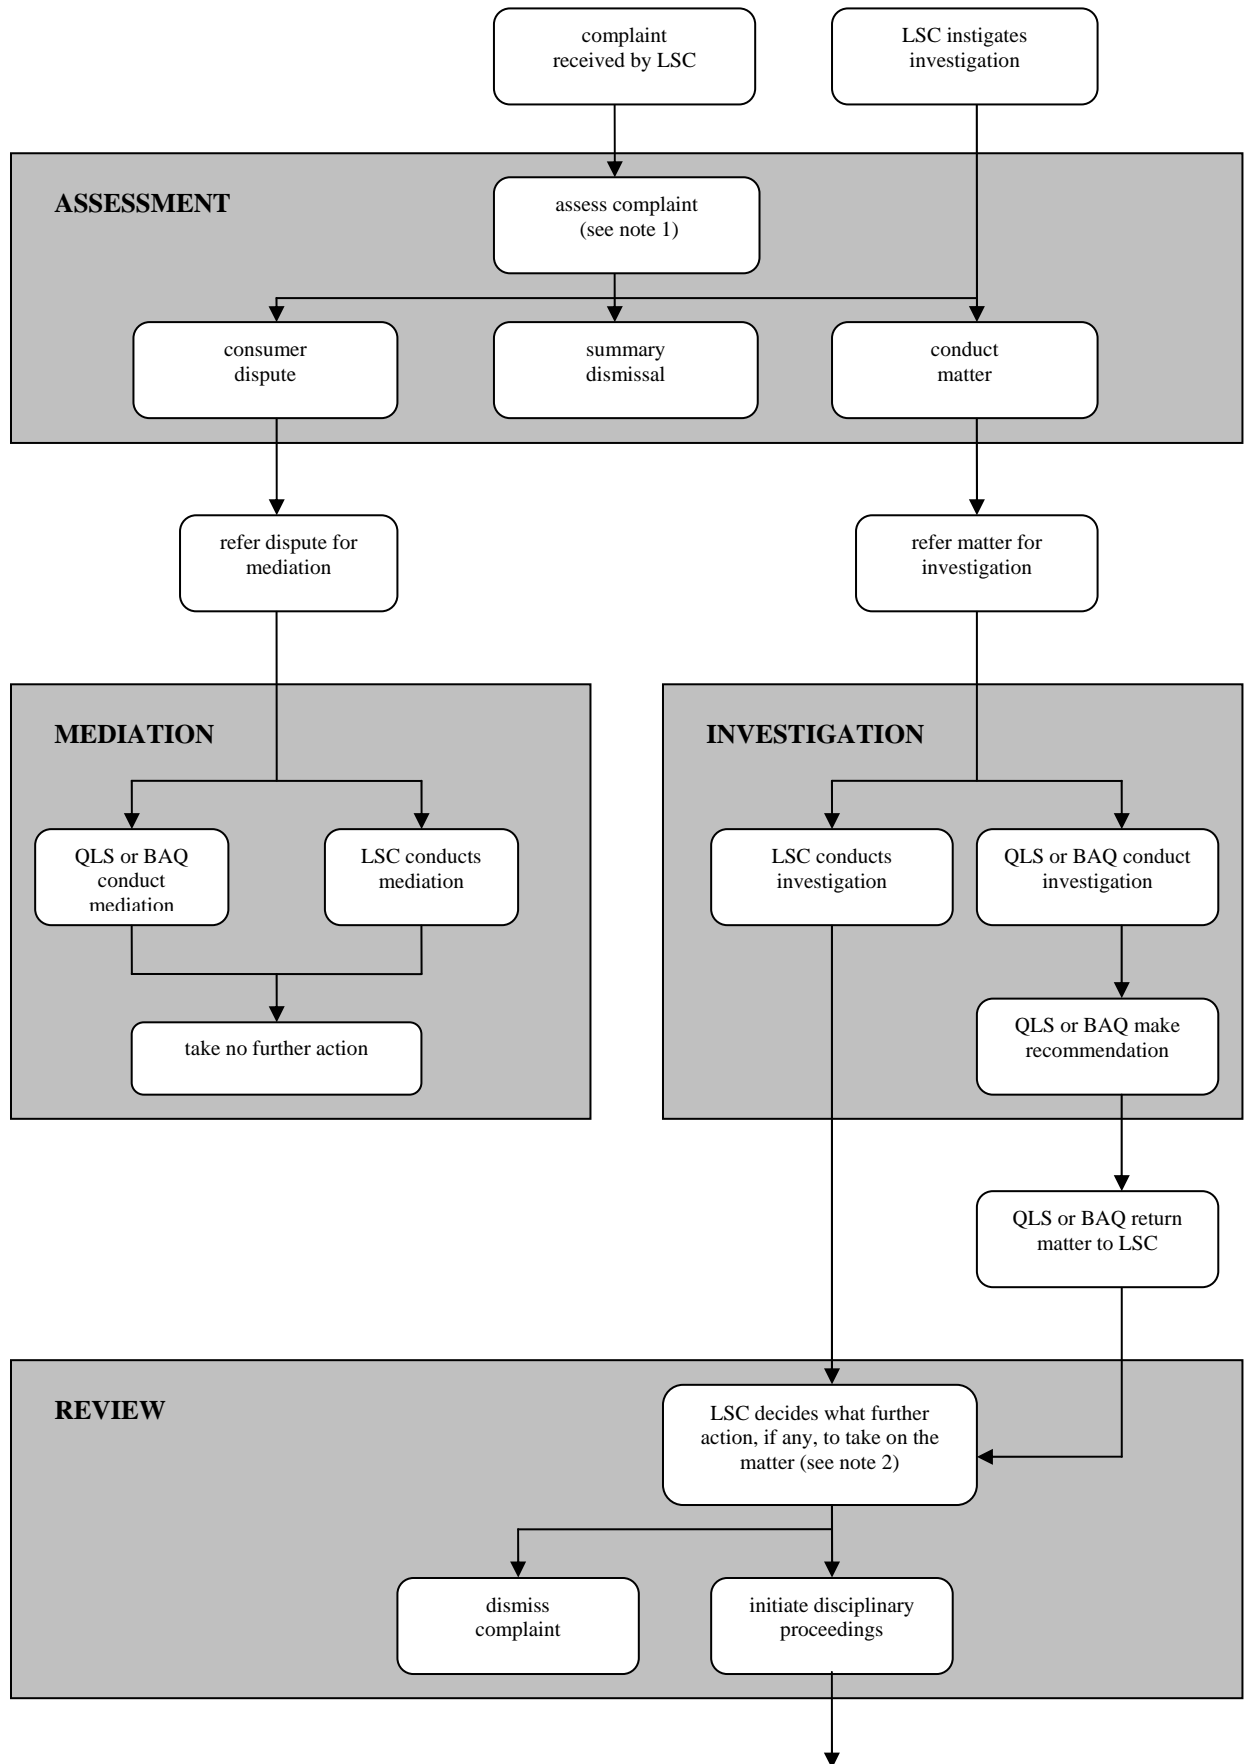 complaint
received by LSC
LSC instigates
investigation
ASSESSMENT
assess complaint
(see note 1)
consumer
dispute
summary
dismissal
conduct
matter
refer dispute for
mediation
refer matter for
investigation
MEDIATION
QLS or BAQ
conduct
mediation
LSC conducts
mediation
take no further action
INVESTIGATION
LSC conducts
investigation
QLS or BAQ conduct
investigation
QLS or BAQ make
recommendation
QLS or BAQ return
matter to LSC
REVIEW
LSC decides what further
action, if any, to take on the
matter (see note 2)
dismiss
complaint
initiate disciplinary
proceedings